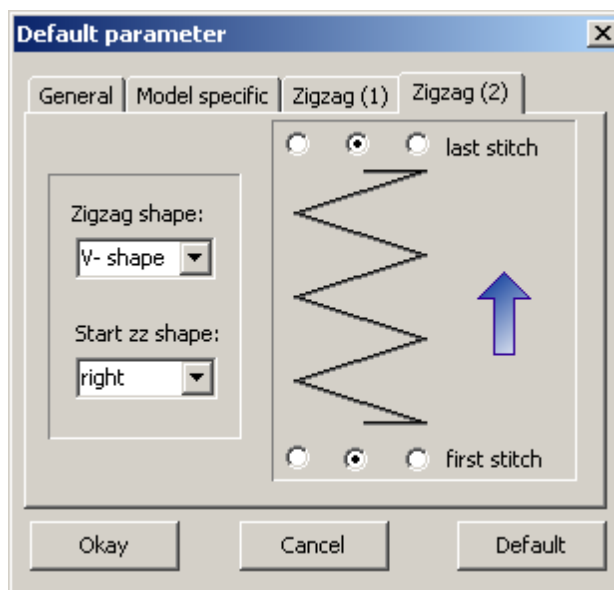 Default parameter
General Model specific Zigzag (1) Zigzag (2)
last stitch
Zigzag shape:
V- shape
Start zz shape:
right
first stitch
Okay Cancel Default